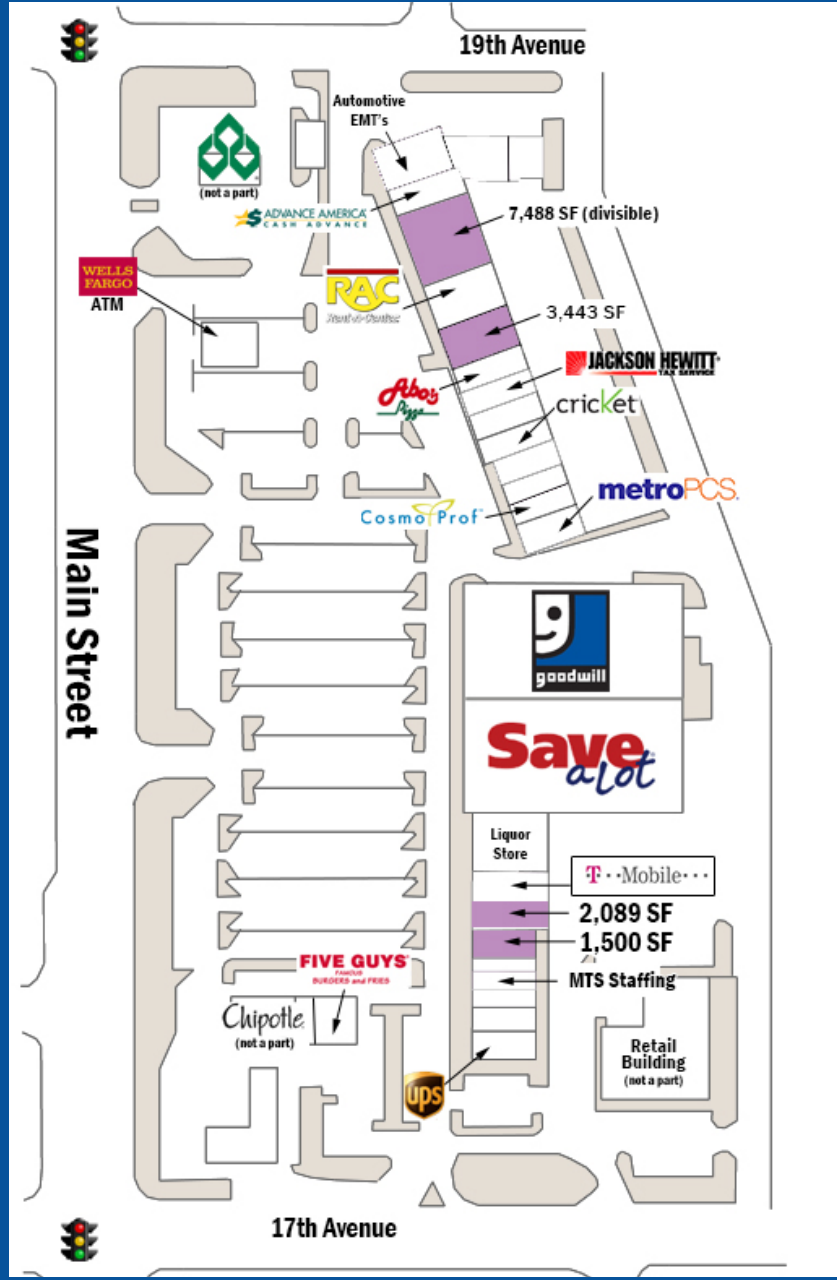 19th Avenue
Automotive
EMT's
(not a part)
ADVANCE AMERICA
CASH ADVANCE
7,488 SF (divisible)
WELLS
FARGO
ATM
RAC
Rent-A-Center
3,443 SF
JACKSON HEWITT
TAX SERVICE
Abo's
Pizza
cricket
metroPCS.
CosmoProf
Main Street
goodwill
Save
a lot
Liquor
Store
T··Mobile···
2,089 SF
1,500 SF
FIVE GUYS
FAMOUS
BURGERS and FRIES
MTS Staffing
Chipotle
(not a part)
Retail
Building
(not a part)
ups
17th Avenue